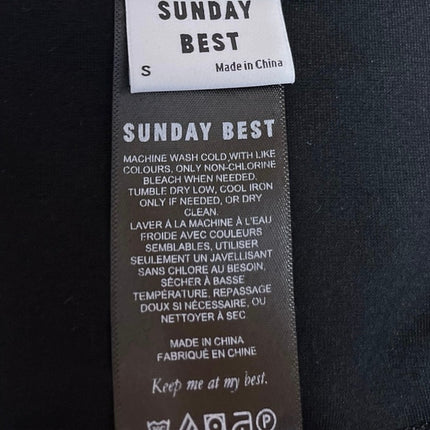 SUNDAY
BEST
S Made in China
SUNDAY BEST
MACHINE WASH COLD,WITH LIKE
COLOURS, ONLY NON-CHLORINE
BLEACH WHEN NEEDED.
TUMBLE DRY LOW, COOL IRON
ONLY IF NEEDED, OR DRY
CLEAN.
LAVER À LA MACHINE À L'EAU
FROIDE AVEC COULEURS
SEMBLABLES, UTILISER
SEULEMENT UN JAVELLISANT
SANS CHLORE AU BESOIN,
SÉCHER À BASSE
TEMPÉRATURE, REPASSAGE
DOUX SI NÉCESSAIRE, OU
NETTOYER À SEC
MADE IN CHINA
FABRIQUÉ EN CHINE
Keep me at my best.